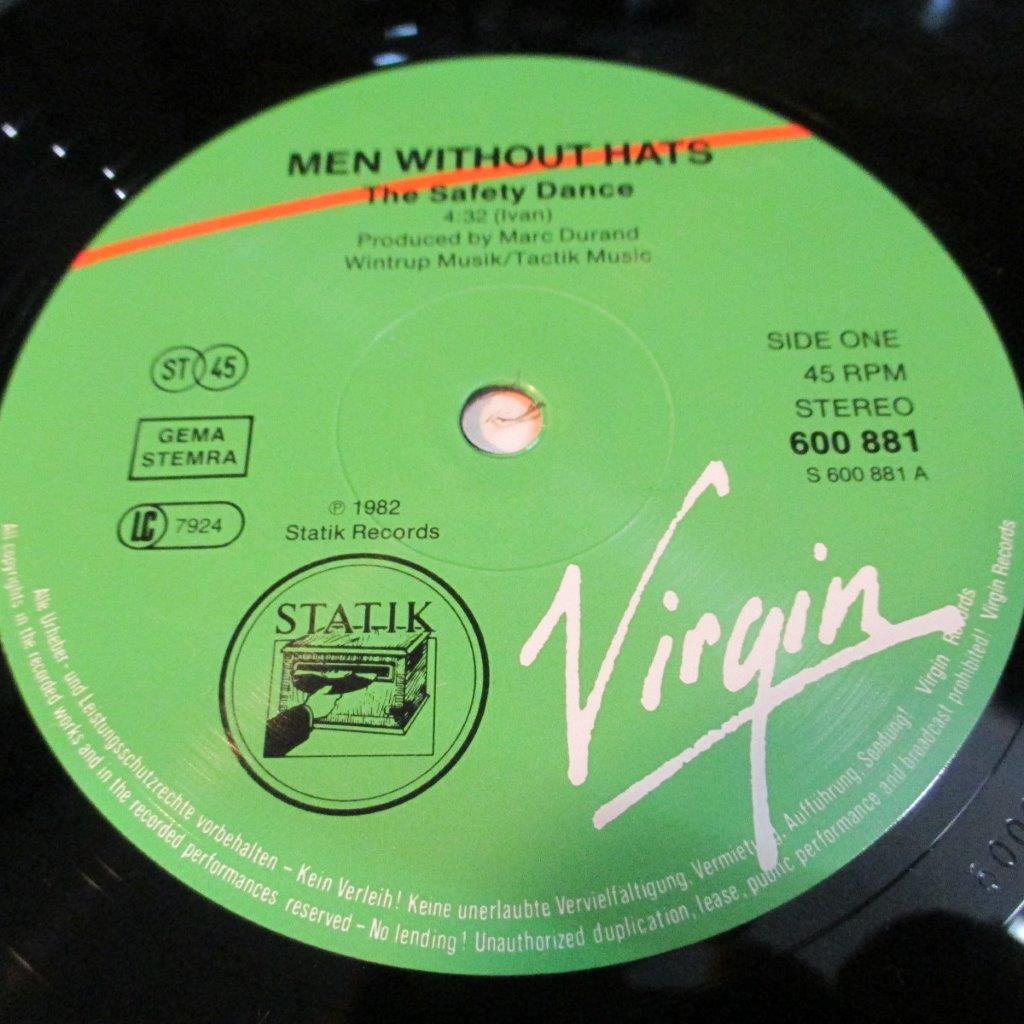 MEN WITHOUT HATS
The Safety Dance
4:32 (Ivan)
Produced by Marc Durand
Wintrup Musik/Tactik Music
SIDE ONE
45 RPM
STEREO
600 881
S 600 881 A
ST 45
GEMA
STEMRA
LC 7924
℗ 1982
Statik Records
STATIK
Virgin
Alle Urheber- und Leistungsschutzrechte vorbehalten – Kein Verleih! Keine unerlaubte Vervielfältigung, Vermietung, Aufführung, Sendung! Virgin Records
All copyrights in the recorded works and in the recorded performances reserved – No lending! Unauthorized duplication, lease, public performance and broadcast prohibited! Virgin Records